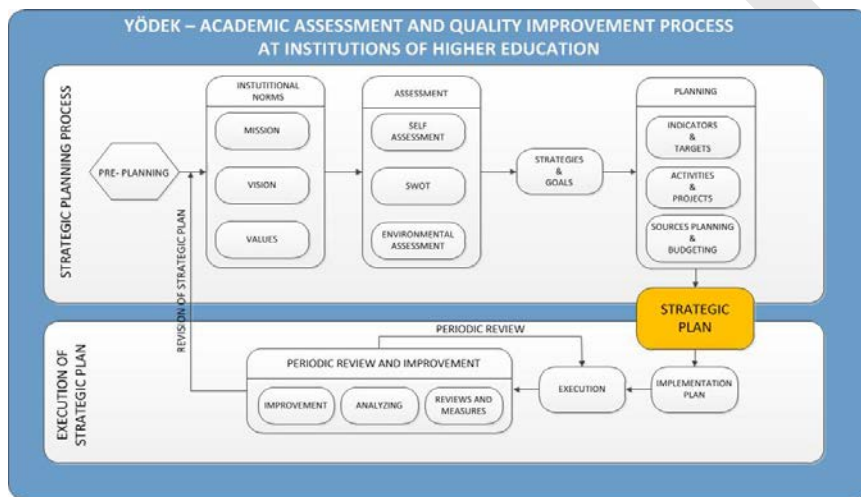 YÖDEK – ACADEMIC ASSESSMENT AND QUALITY IMPROVEMENT PROCESS
AT INSTITUTIONS OF HIGHER EDUCATION
STRATEGIC PLANNING PROCESS
PRE- PLANNING
INSTUTITIONAL
NORMS
MISSION
VISION
VALUES
ASSESSMENT
SELF
ASSESSMENT
SWOT
ENVIRONMENTAL
ASSESSMENT
STRATEGIES
&
GOALS
PLANNING
INDICATORS
&
TARGETS
ACTIVITIES
&
PROJECTS
SOURCES PLANNING
&
BUDGETING
STRATEGIC
PLAN
REVISION OF STRATEGIC PLAN
EXECUTION OF
STRATEGIC PLAN
PERIODIC REVIEW
PERIODIC REVIEW AND IMPROVEMENT
IMPROVEMENT
ANALYZING
REVIEWS AND
MEASURES
EXECUTION
IMPLEMENTATION
PLAN